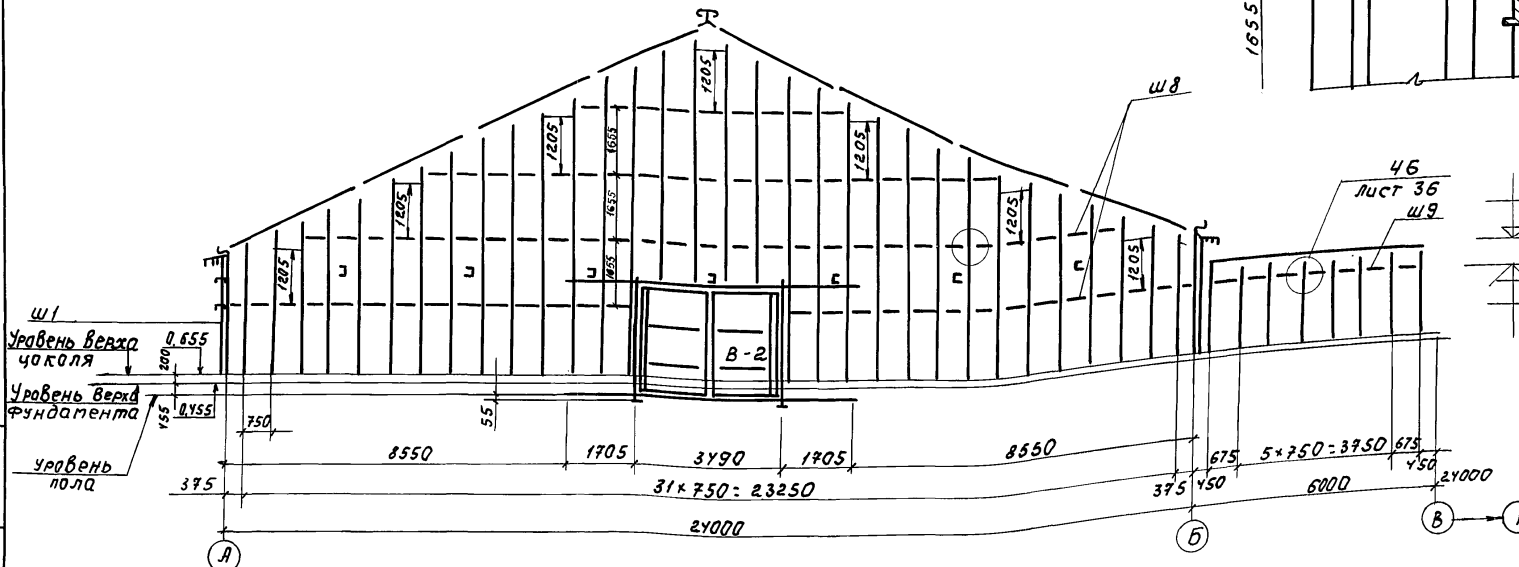 1655
1205
ш8
1655
1205
1205
46
лист 36
ш9
1205
1655
1205
1205
1655
1205
ш1
Уровень верха
цоколя
0,655
200
В-2
Уровень верха
фундамента
455
0,455
750
55
уровень
пола
8550
1705
3490
1705
8550
675
5×750=3750
675
450
375
31×750=23250
375
450
6000
24000
24000
А
Б
В